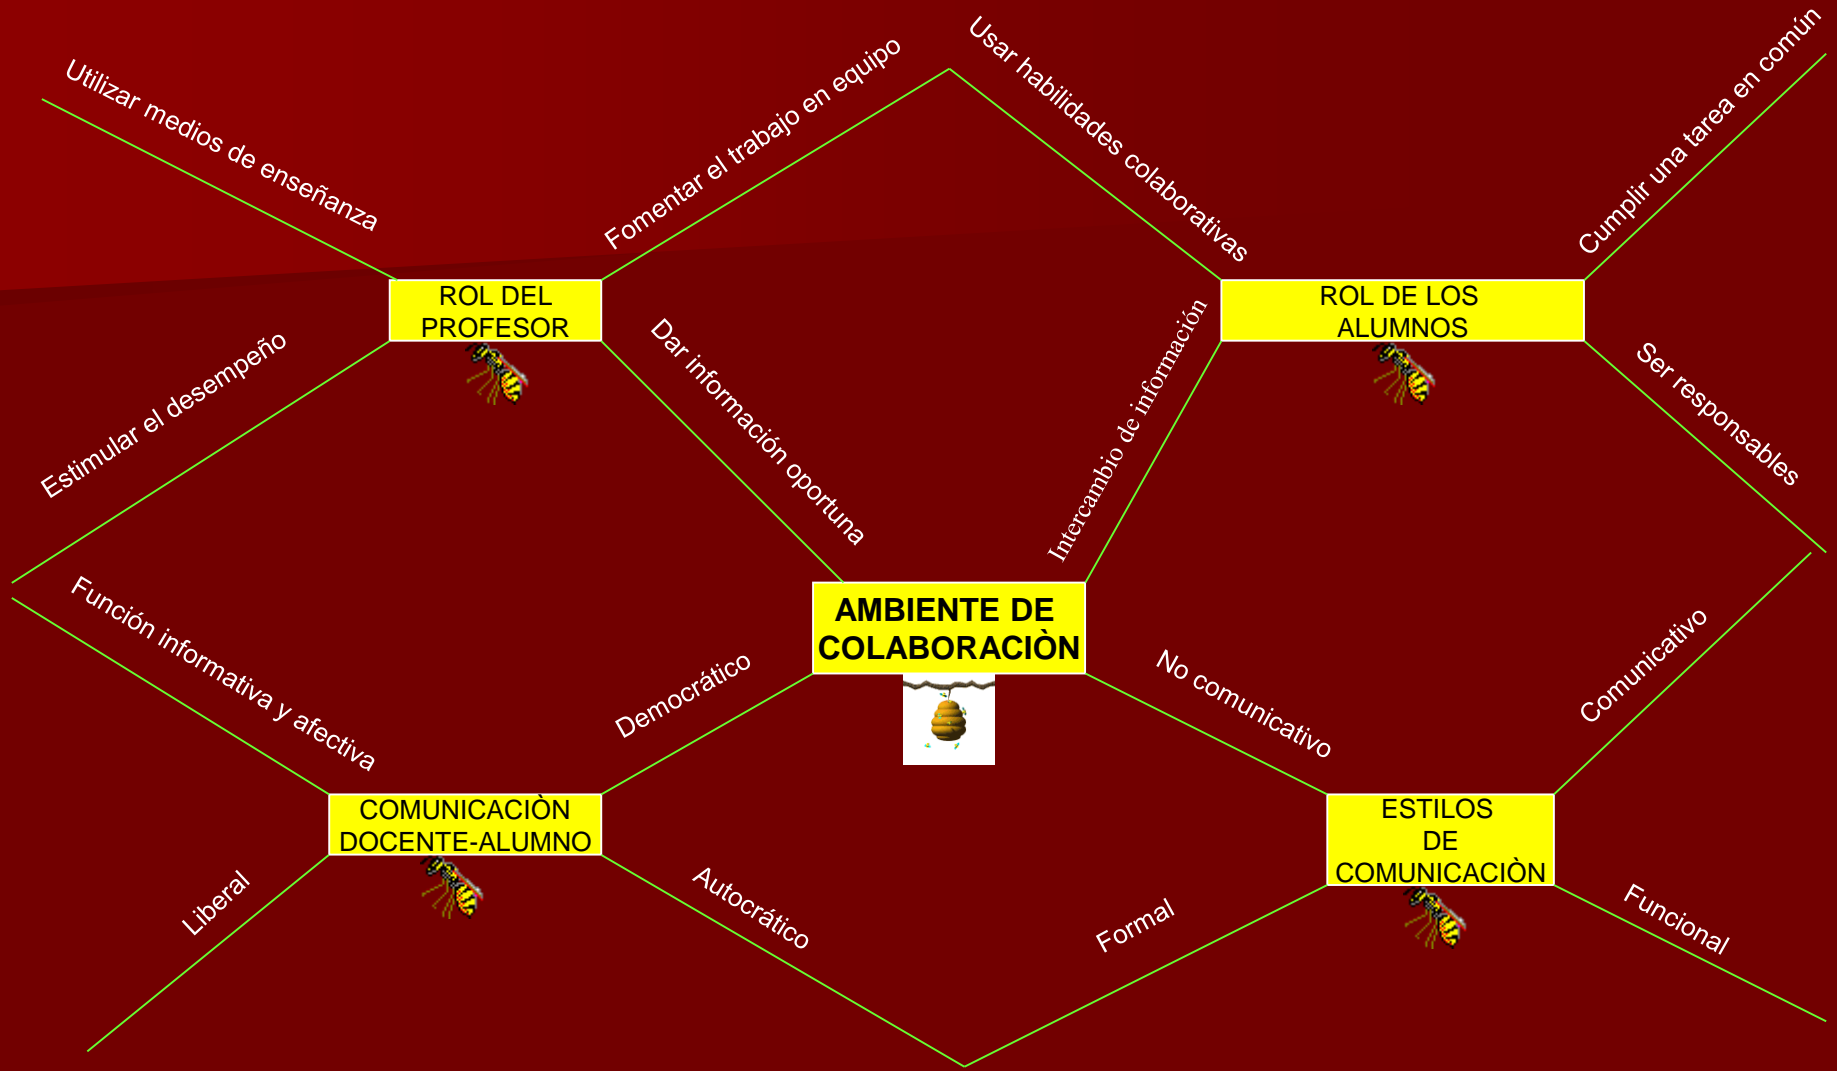 Utilizar medios de enseñanza
Fomentar el trabajo en equipo
Usar habilidades colaborativas
Cumplir una tarea en común
ROL DEL
PROFESOR
ROL DE LOS
ALUMNOS
Estimular el desempeño
Dar información oportuna
Intercambio de información
Ser responsables
AMBIENTE DE
COLABORACIÒN
Función informativa y afectiva
Democrático
No comunicativo
Comunicativo
COMUNICACIÒN
DOCENTE-ALUMNO
ESTILOS
DE
COMUNICACIÒN
Liberal
Autocrático
Formal
Funcional